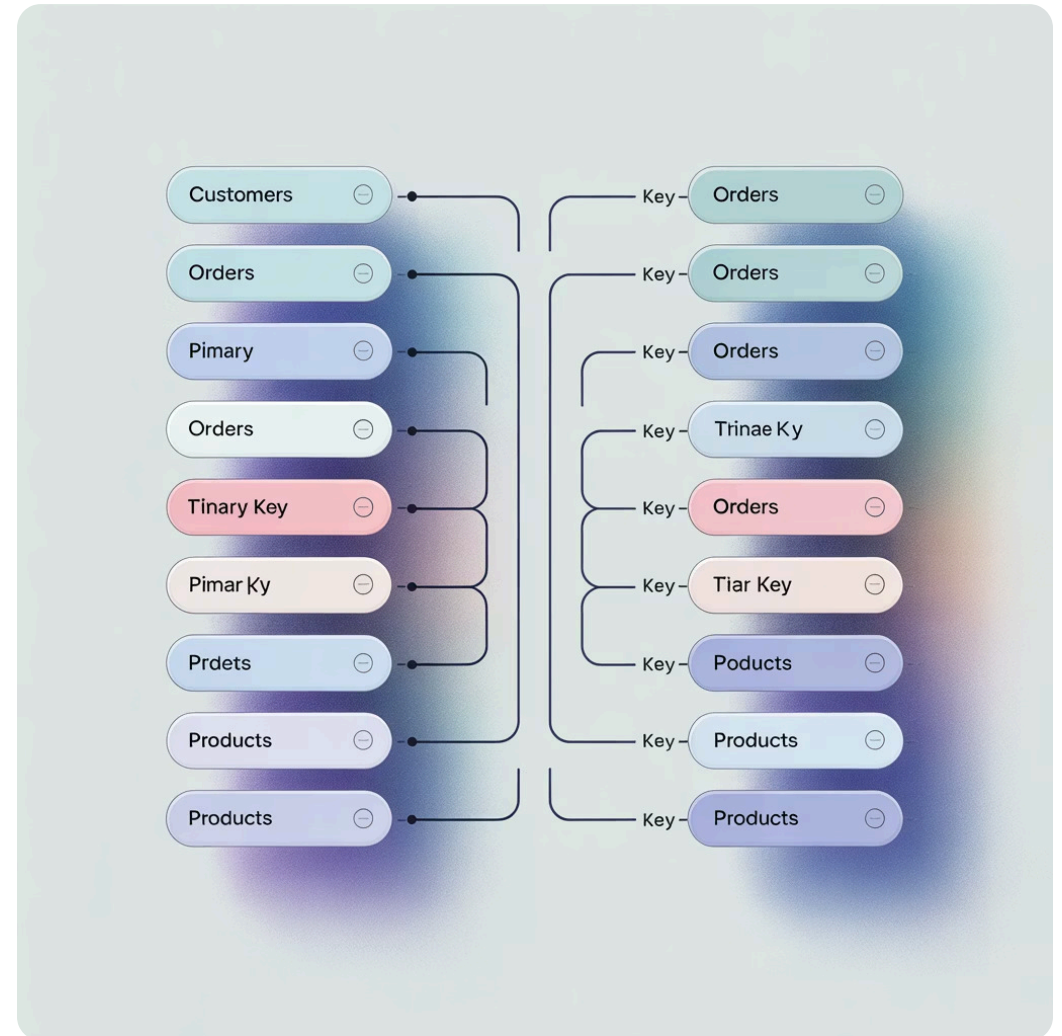 Customers Key Orders
Orders Key Orders
Pimary Key Orders
Orders Key Trinae Ky
Tinary Key Key Orders
Pimar Ky Key Tiar Key
Prdets Key Poducts
Products Key Products
Products Key Products